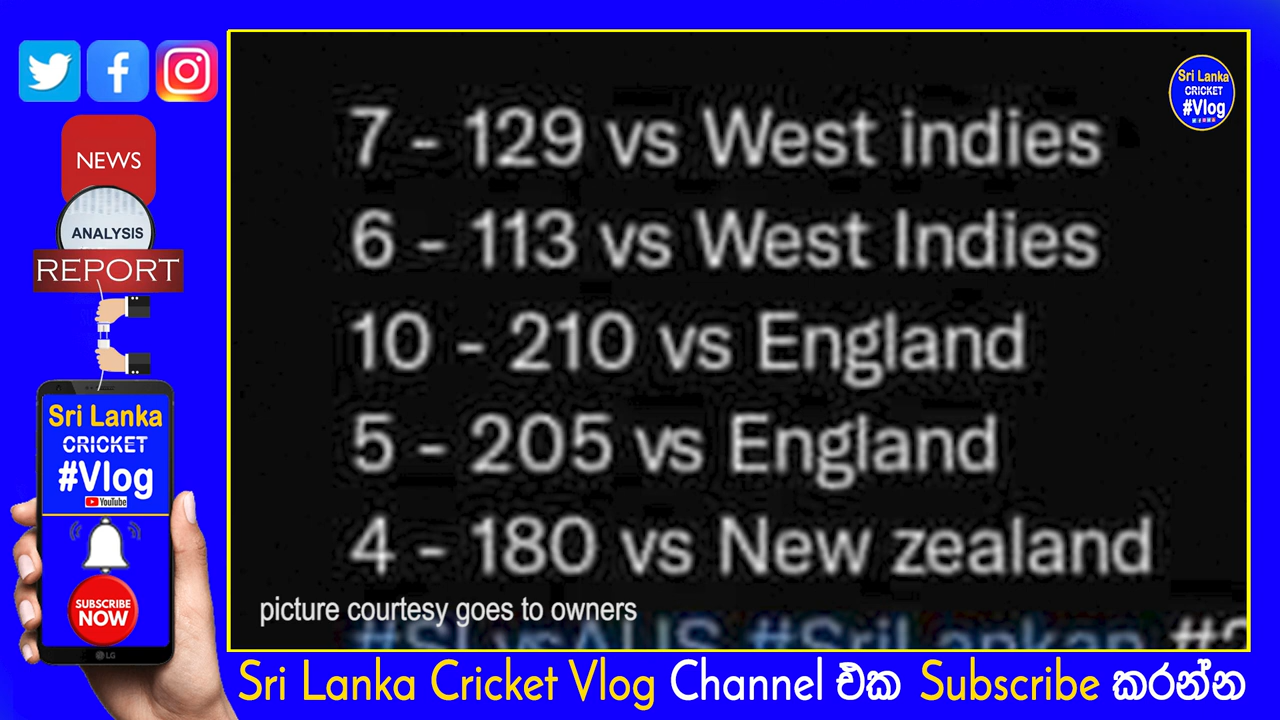 NEWS
ANALYSIS
REPORT
Sri Lanka
CRICKET
#Vlog
YouTube
SUBSCRIBE
NOW
LG
Sri Lanka
CRICKET
#Vlog
7 - 129 vs West indies
6 - 113 vs West Indies
10 - 210 vs England
5 - 205 vs England
4 - 180 vs New zealand
picture courtesy goes to owners
#SLvsAUS #SriLankan
Sri Lanka Cricket Vlog Channel එක Subscribe කරන්න